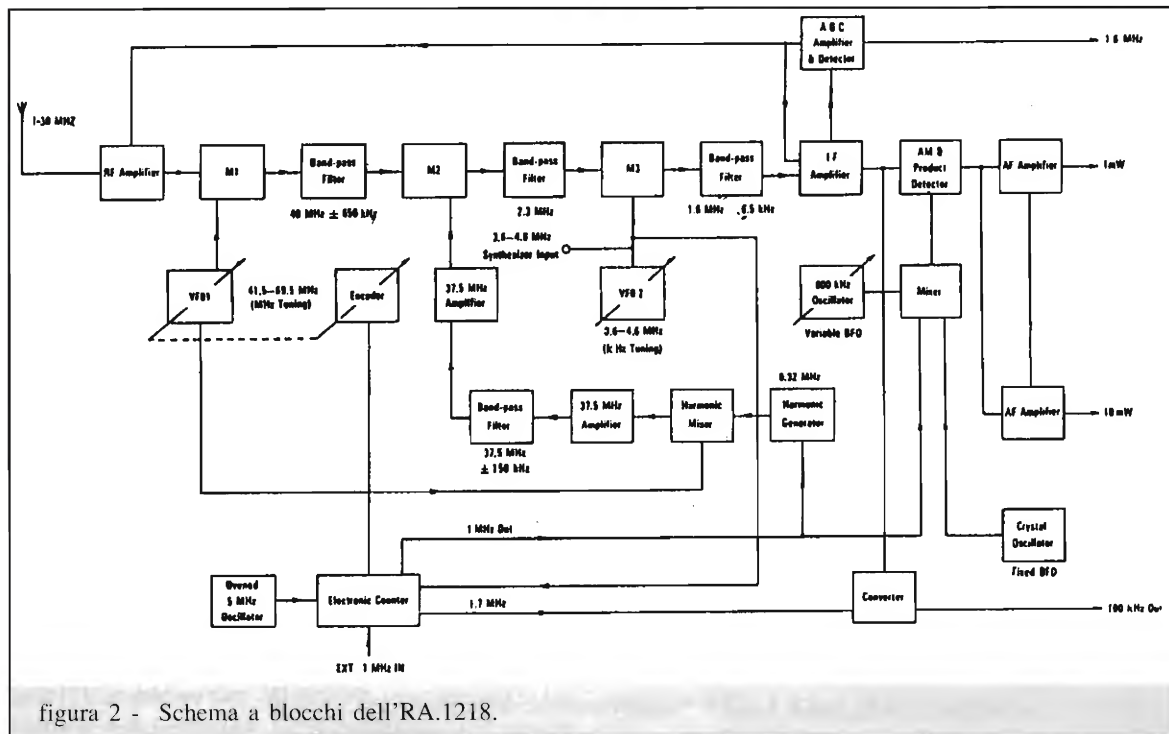 A G C
Amplifier
& Detector
1.6 MHz
1-30 MHZ
RF Amplifier
M1
Band-pass
Filter
40 MHz ± 650 kHz
M2
Band-pass
Filter
2.3 MHz
M3
Band-pass
Filter
1.6 MHz 6.5 kHz
I F
Amplifier
AM &
Product
Detector
AF Amplifier
1mW
3.6–4.6 MHz
Synthesizer Input
VFO1
41.5–69.5 MHz
(MHz Tuning)
Encoder
37.5 MHz
Amplifier
VFO 2
3.6–4.6 MHz
(k Hz Tuning)
600 kHz
Oscillator
Variable BFO
Mixer
Band-pass
Filter
37.5 MHz
± 150 kHz
37.5 MHz
Amplifier
Harmonic
Mixer
Harmonic
Generator
AF Amplifier
10 mW
1 MHz Out
Crystal
Oscillator
Fixed BFO
Ovened
5 MHz
Oscillator
Electronic Counter
1.7 MHz
Converter
100 kHz Out
EXT 1 MHz IN
figura 2 - Schema a blocchi dell'RA.1218.